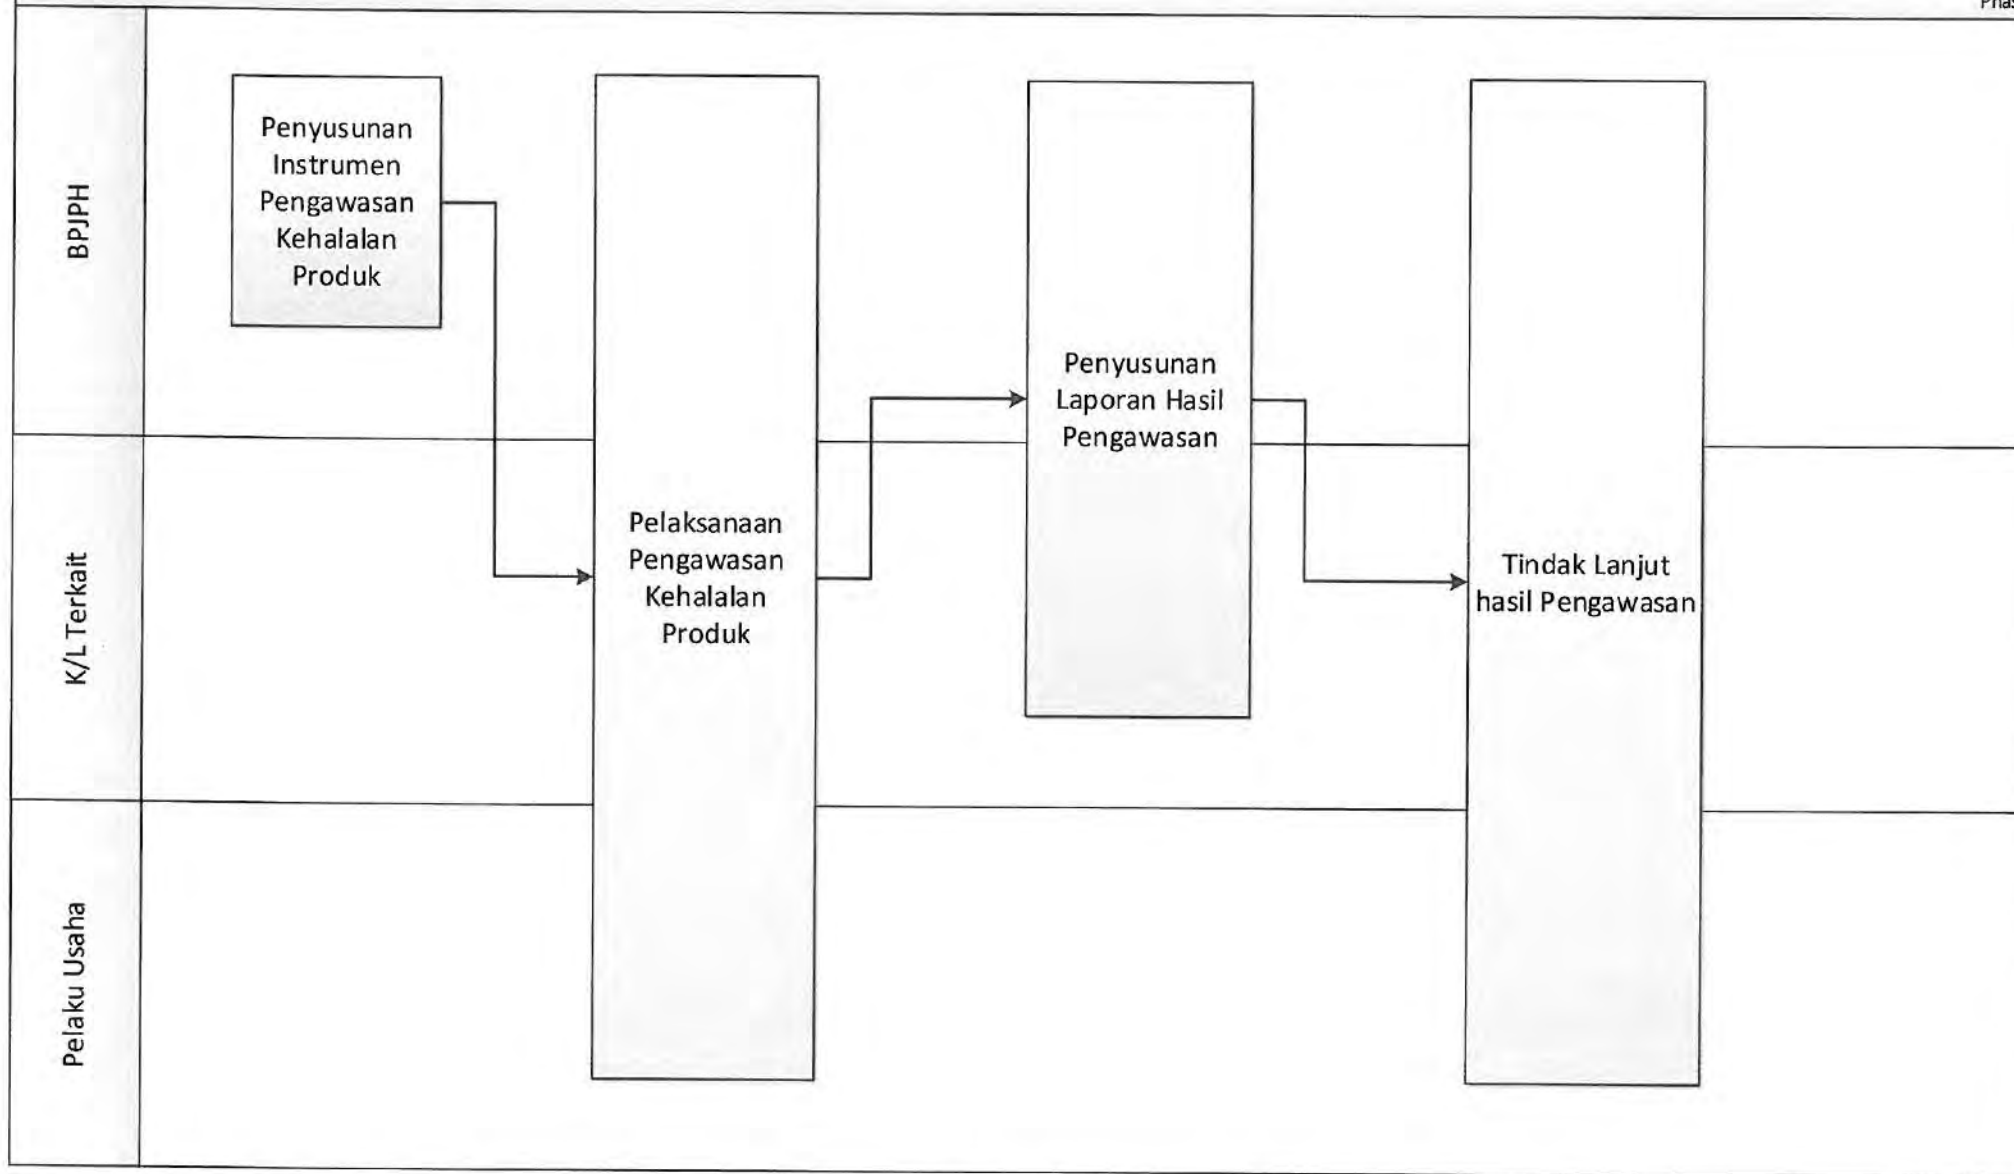 BPJPH
Penyusunan
Instrumen
Pengawasan
Kehalalan
Produk
Penyusunan
Laporan Hasil
Pengawasan
K/L Terkait
Pelaksanaan
Pengawasan
Kehalalan
Produk
Tindak Lanjut
hasil Pengawasan
Pelaku Usaha